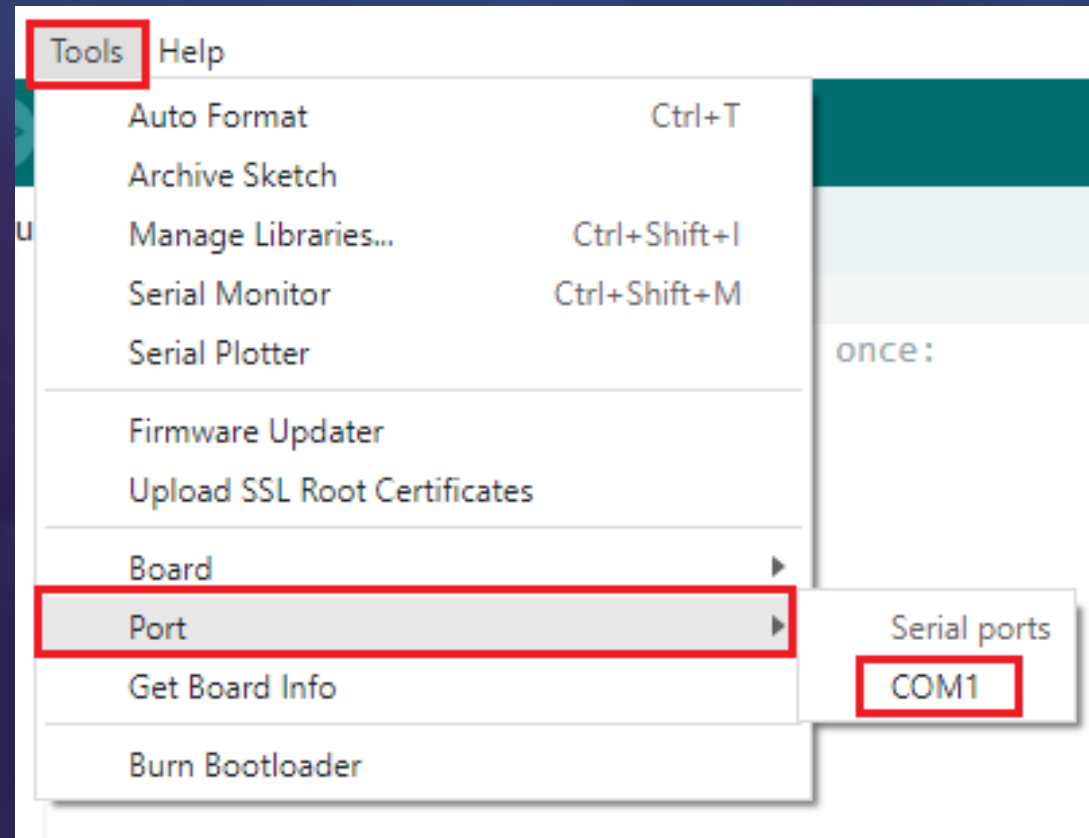 Tools Help
Auto Format Ctrl+T
Archive Sketch
Manage Libraries... Ctrl+Shift+I
Serial Monitor Ctrl+Shift+M
Serial Plotter
once:
Firmware Updater
Upload SSL Root Certificates
Board
Port
Serial ports
Get Board Info
COM1
Burn Bootloader